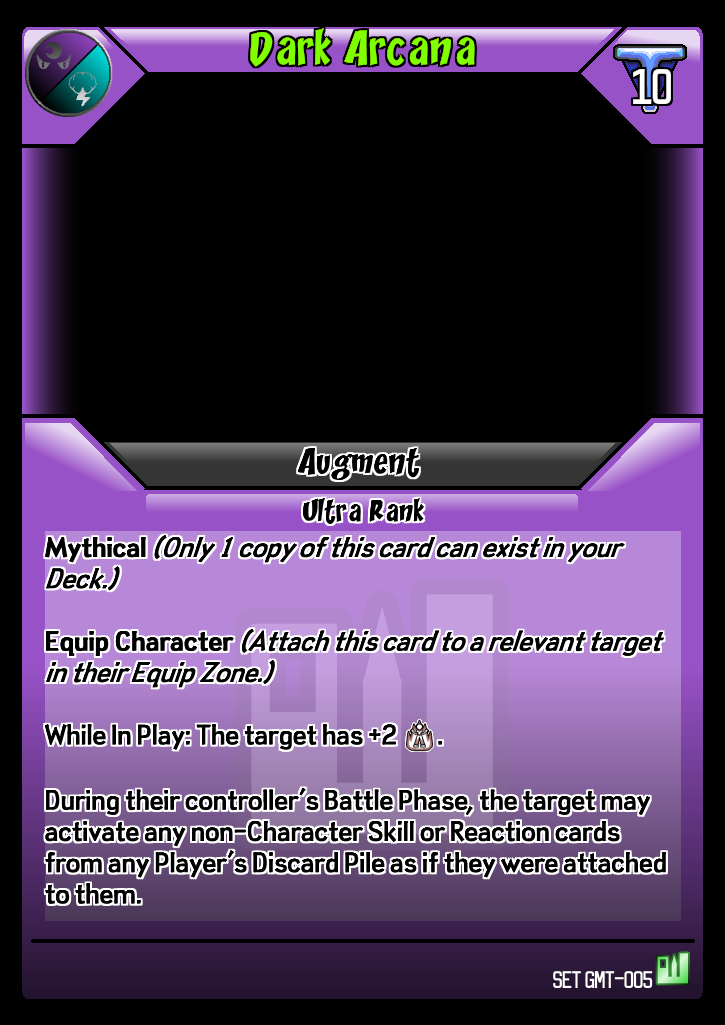 Dark Arcana
10
Augment
Ultra Rank
Mythical (Only 1 copy of this card can exist in your
Deck.)
Equip Character (Attach this card to a relevant target
in their Equip Zone.)
While In Play: The target has +2 .
During their controller's Battle Phase, the target may
activate any non-Character Skill or Reaction cards
from any Player's Discard Pile as if they were attached
to them.
SET GMT-005